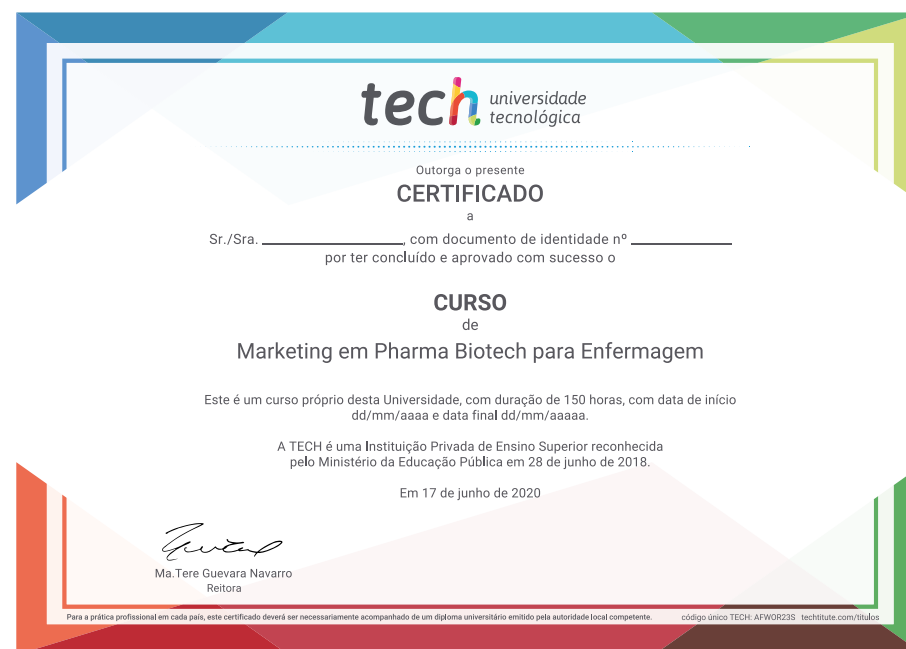 tech universidade
tecnológica
Outorga o presente
CERTIFICADO
a
Sr./Sra. ____________, com documento de identidade nº ____________
por ter concluído e aprovado com sucesso o
CURSO
de
Marketing em Pharma Biotech para Enfermagem
Este é um curso próprio desta Universidade, com duração de 150 horas, com data de início
dd/mm/aaaa e data final dd/mm/aaaaa.
A TECH é uma Instituição Privada de Ensino Superior reconhecida
pelo Ministério da Educação Pública em 28 de junho de 2018.
Em 17 de junho de 2020
Ma.Tere Guevara Navarro
Reitora
Para a prática profissional em cada país, este certificado deverá ser necessariamente acompanhado de um diploma universitário emitido pela autoridade local competente. código único TECH: AFWOR23S techtitute.com/titulos